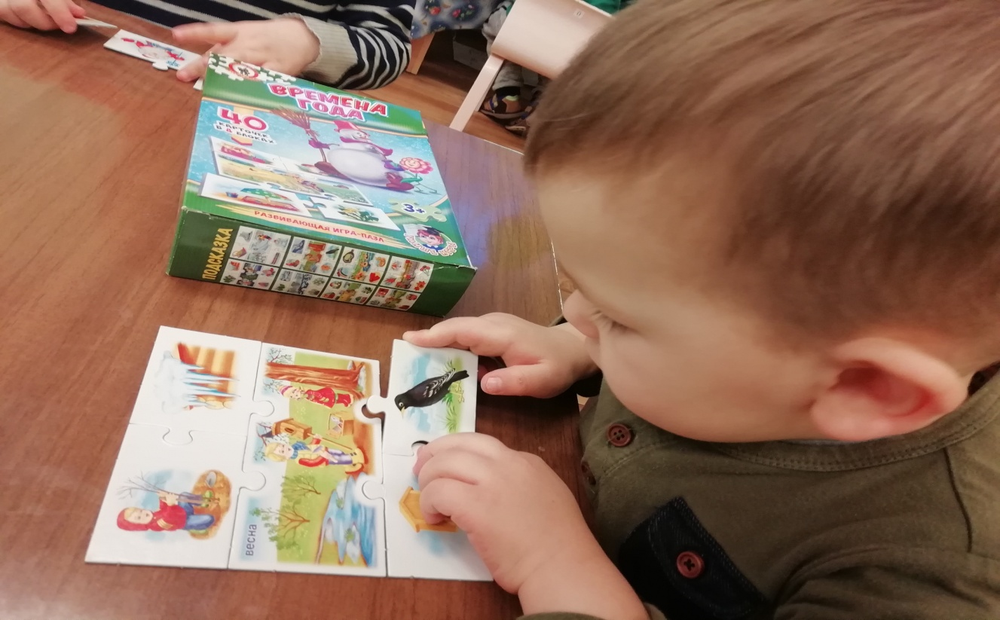 ВРЕМЕНА
ГОДА
40
КАРТОЧЕК
В 8 БЛОКАХ
3+
РАЗВИВАЮЩАЯ ИГРА-ПАЗЛ
ПОДСКАЗКА
весна